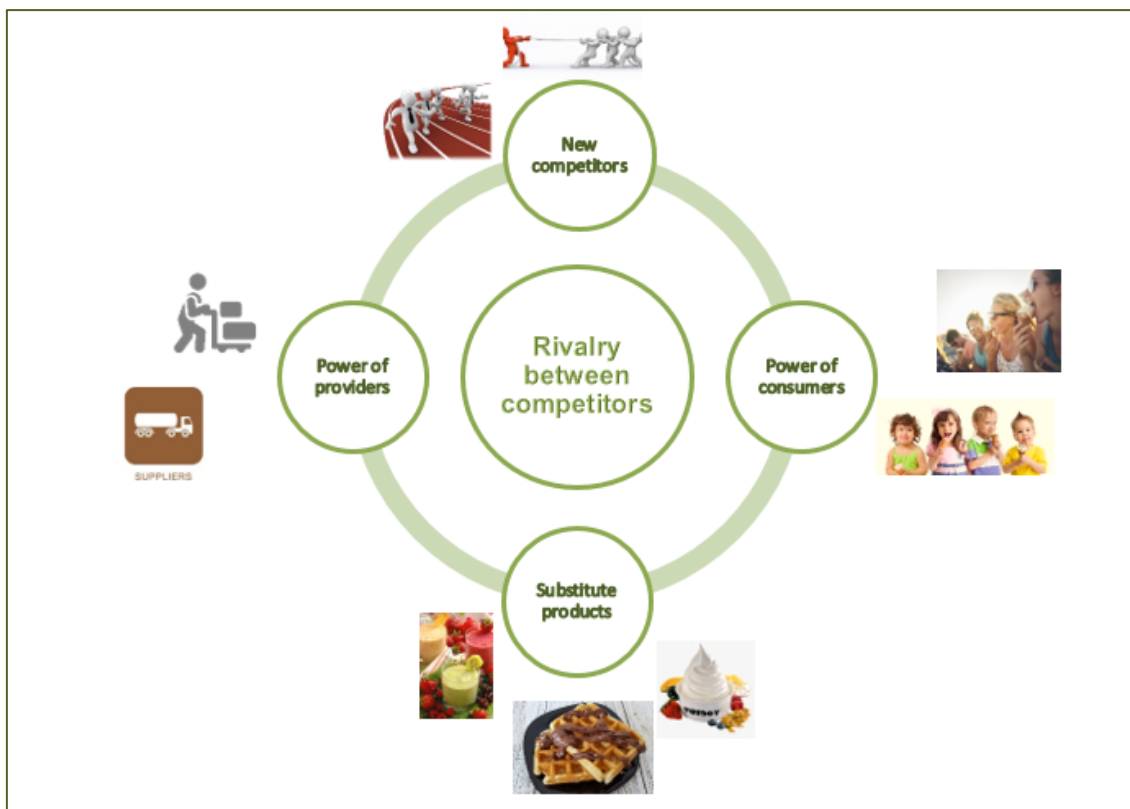 New
competitors
Power of
providers
Rivalry
between
competitors
Power of
consumers
SUPPLIERS
Substitute
products